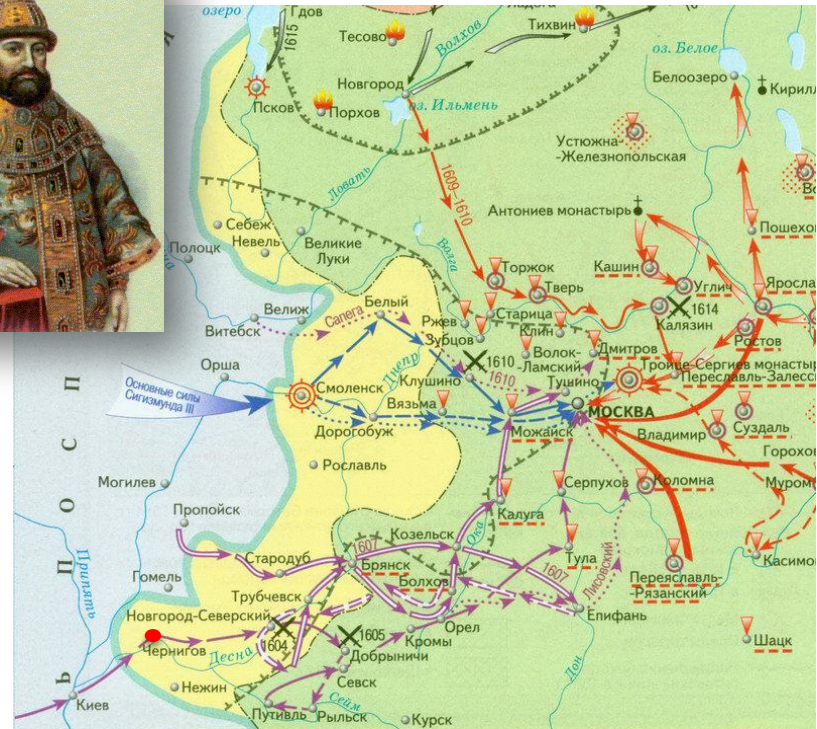 озеро
Гдов
1615
Тесово
Волхов
Тихвин
Новгород
оз. Ильмень
оз. Белое
Белоозеро
Кирилл
Псков
Порхов
Устюжна-
-Железнопольская
Ловать
1609–1610
Антониев монастырь
Себеж
Невель
Великие
Луки
Полоцк
Волга
Пошехо
Торжок
Тверь
Кашин
Углич
1614
Калязин
Яросла
Ростов
Велиж
Витебск
Сапега
Белый
Ржев
Зубцов
Старица
Клин
Волок-
-Ламский
Дмитров
Троице-Сергиев монастырь
Переславль-Залесс
1610
1610
Орша
Основные силы
Сигизмунда III
Смоленск
Днепр
Клушино
Вязьма
Тушино
МОСКВА
Можайск
Дорогобуж
Владимир
Суздаль
Горохов
Муром
П
С
О
П
Ь
Рославль
Могилев
Серпухов
Коломна
Калуга
Пропойск
Козельск
Ока
1607
Стародуб
Брянск
Болхов
Тула
1607
Лисовский
Переяславль-
-Рязанский
Касимо
Припять
Гомель
Трубчевск
Новгород-Северский
1604
1605
Орел
Епифань
Кромы
Чернигов
Десна
Добрыничи
Шацк
Севск
Дон
Нежин
Киев
Сейм
Путивль
Рыльск
Курск